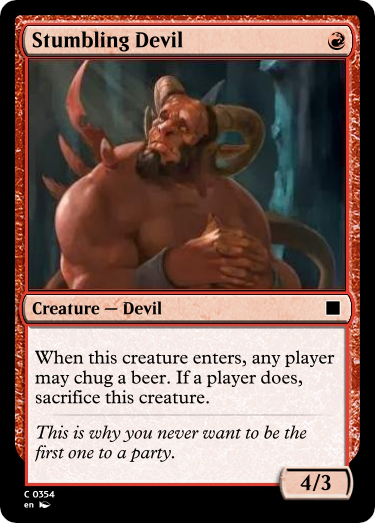 Stumbling Devil
Creature — Devil
When this creature enters, any player
may chug a beer. If a player does,
sacrifice this creature.
This is why you never want to be the
first one to a party.
4/3
C 0354
en